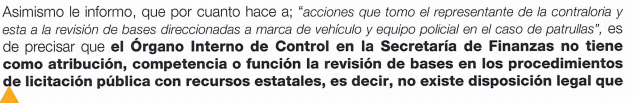 Asimismo le informo, que por cuanto hace a; “acciones que tomo el representante de la contraloria y
esta a la revisión de bases direccionadas a marca de vehículo y equipo policial en el caso de patrullas”, es
de precisar que el Órgano Interno de Control en la Secretaría de Finanzas no tiene
como atribución, competencia o función la revisión de bases en los procedimientos
de licitación pública con recursos estatales, es decir, no existe disposición legal que